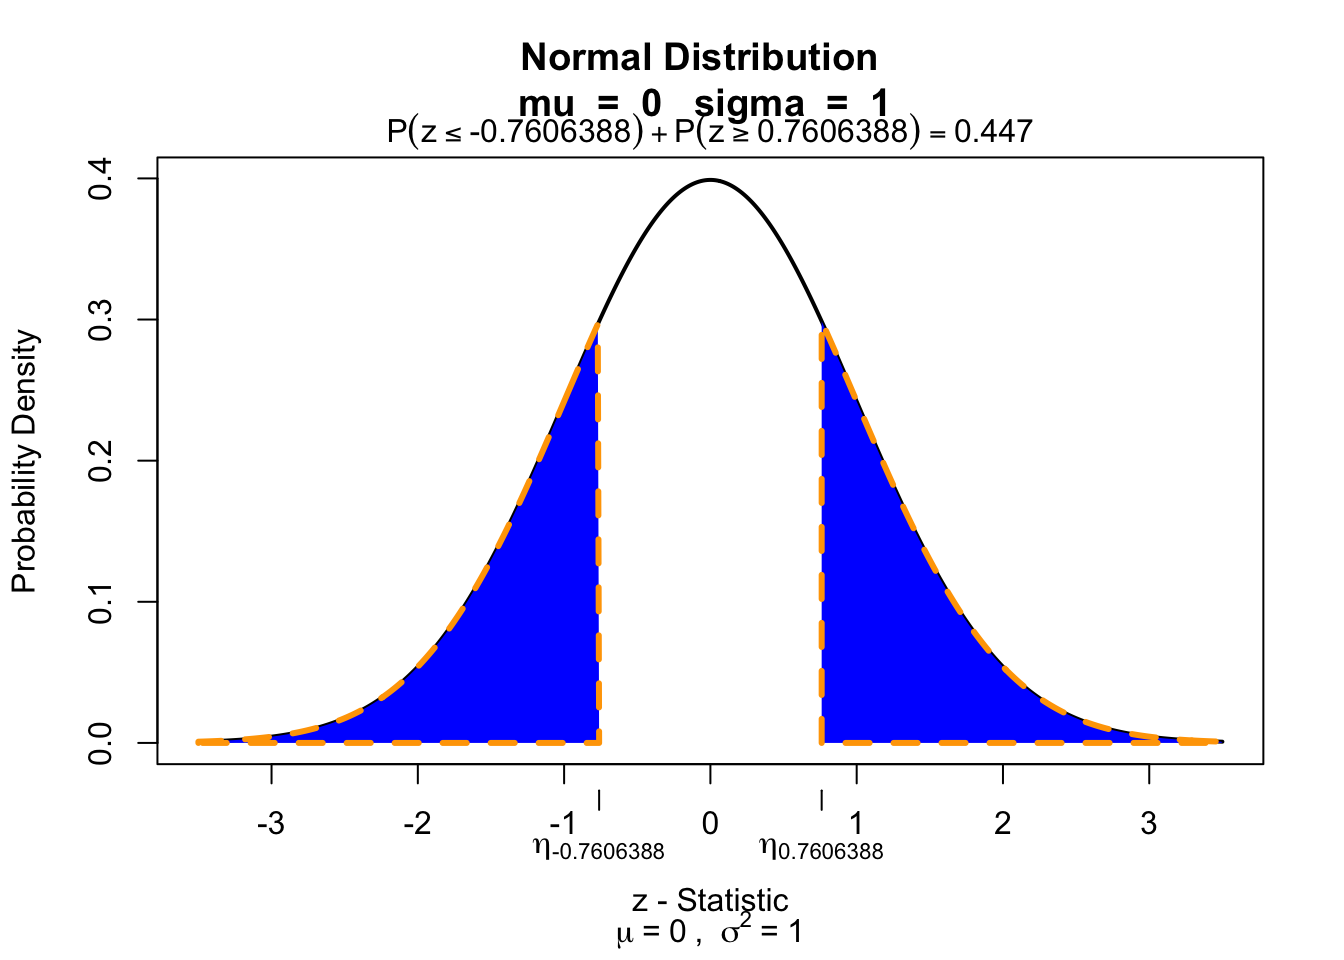 Normal Distribution
mu = 0 sigma = 1
P(z ≤ -0.7606388) + P(z ≥ 0.7606388) = 0.447
Probability Density
0.4
0.3
0.2
0.1
0.0
-3 -2 -1 0 1 2 3
η-0.7606388 η0.7606388
z - Statistic
μ = 0 , σ² = 1